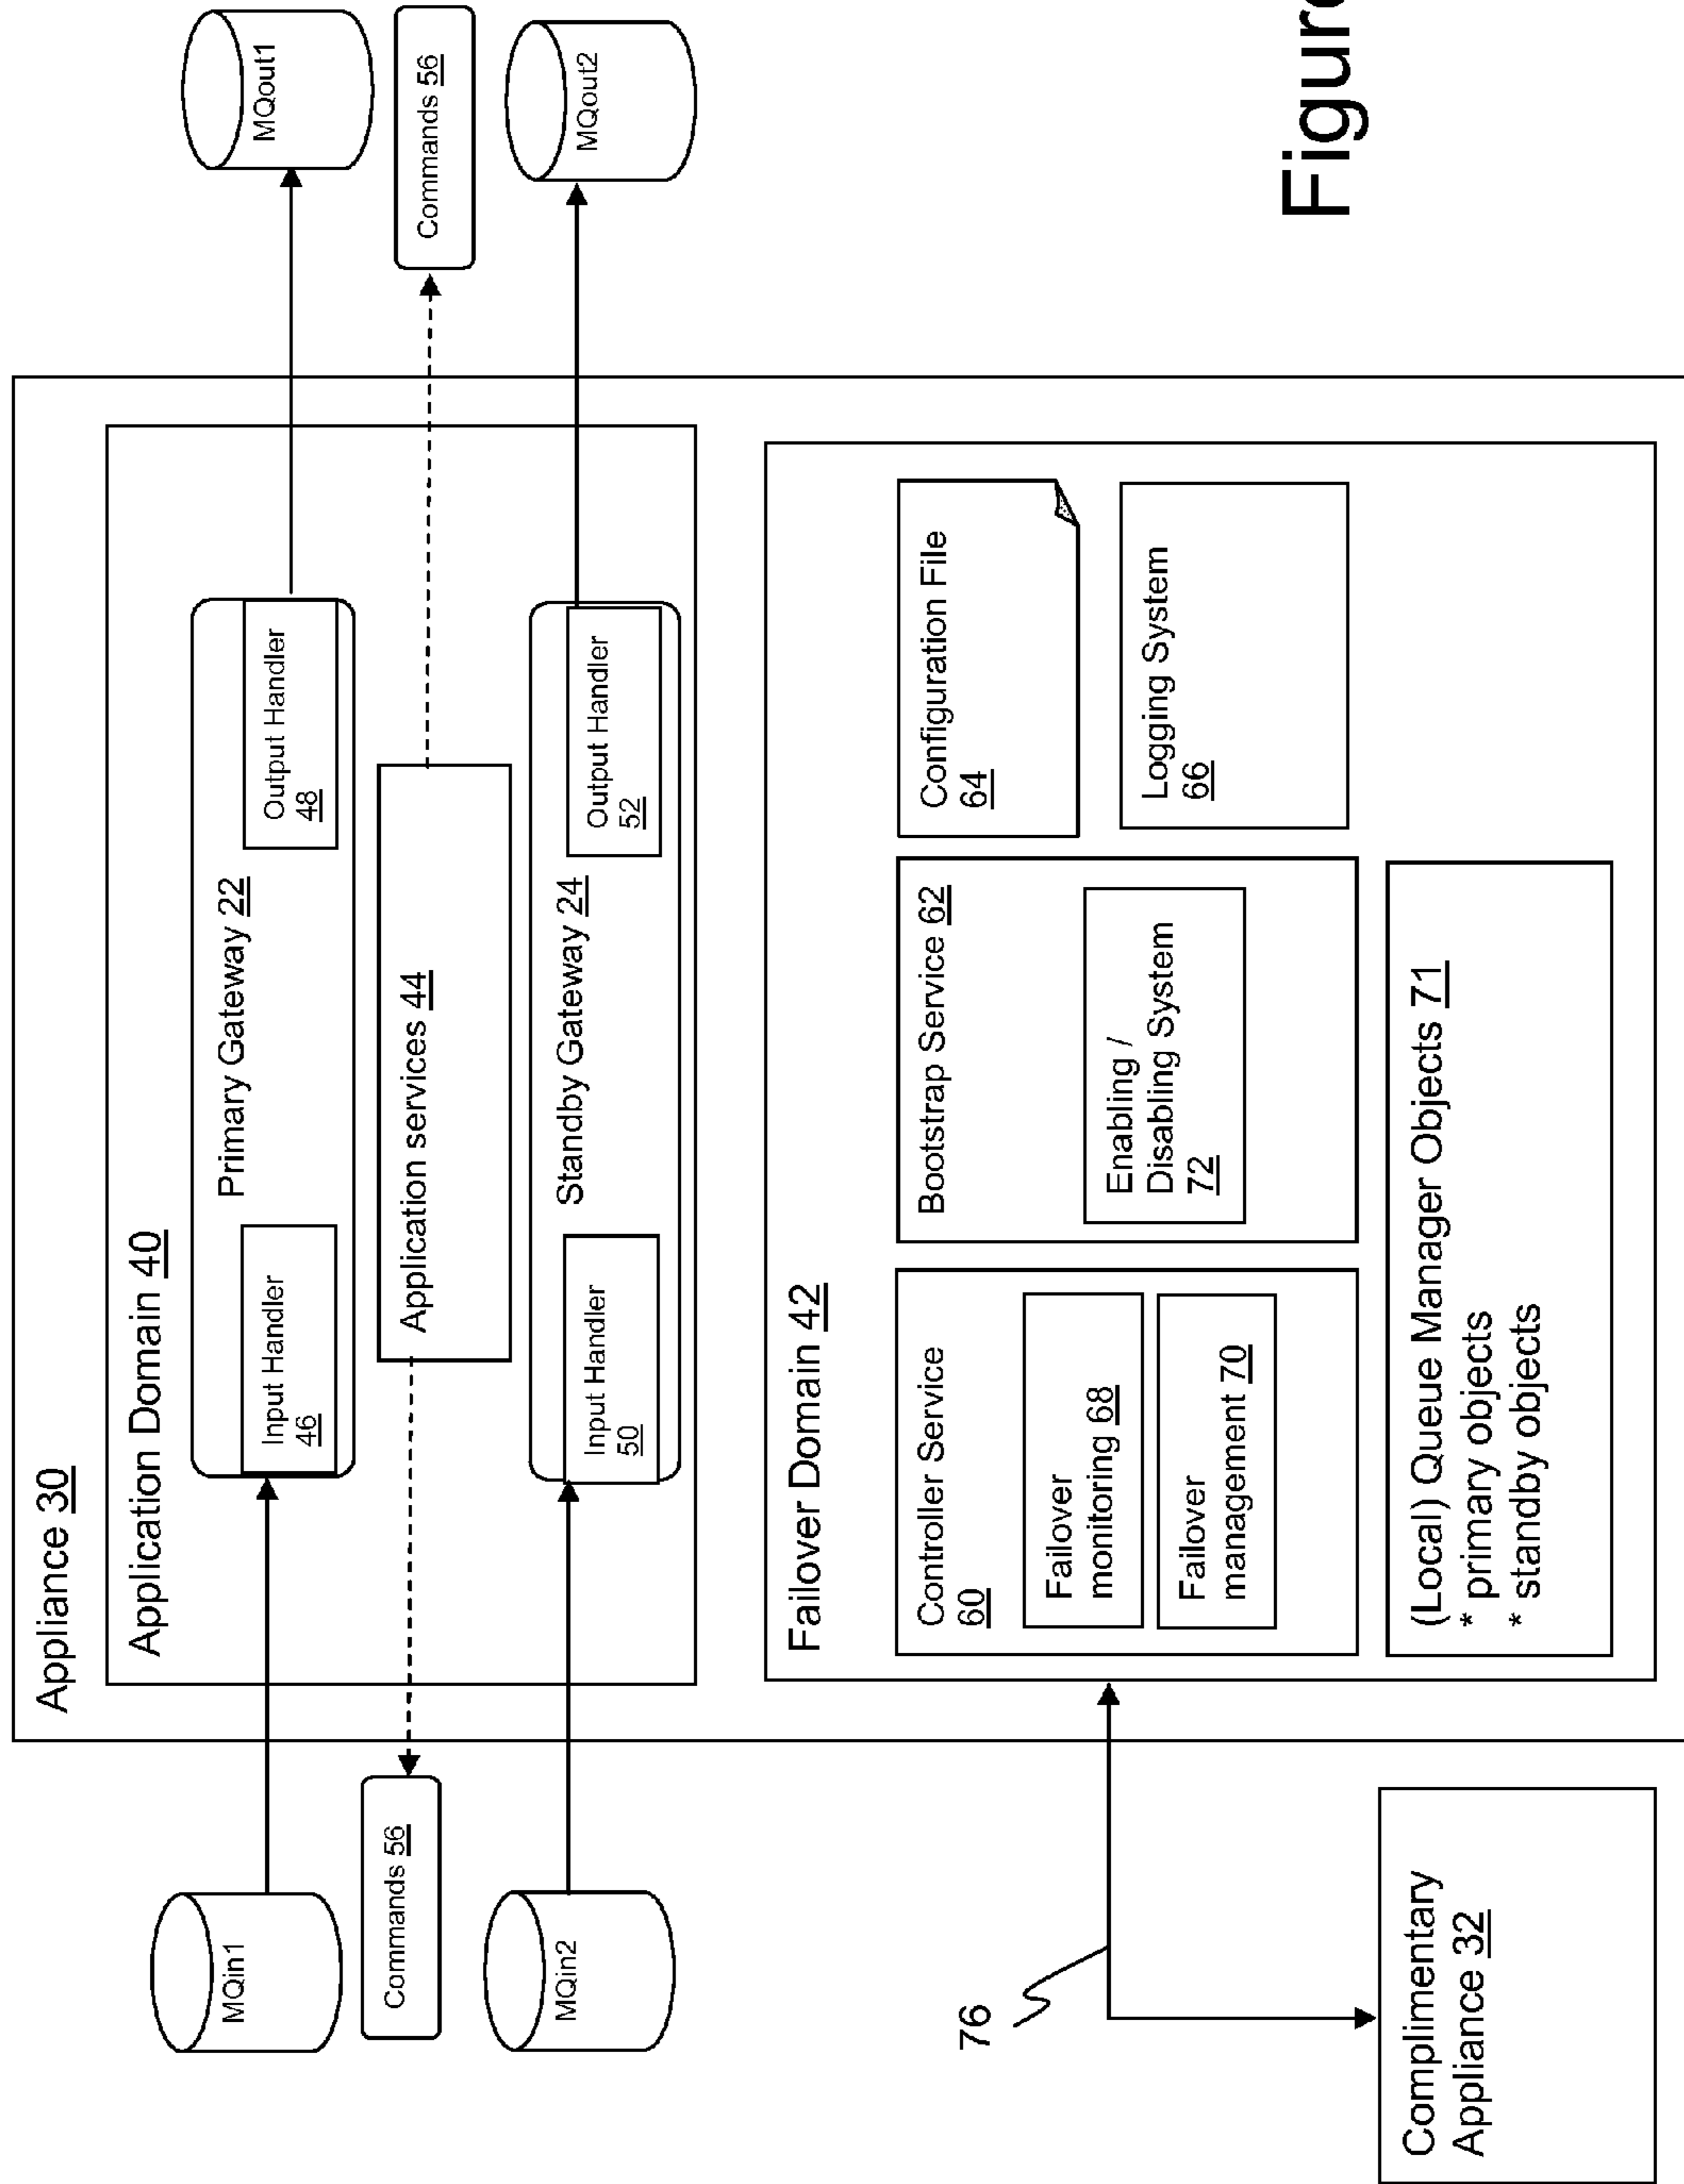 Appliance 30
Application Domain 40
MQin1
Input Handler
46
Primary Gateway 22
Output Handler
48
MQout1
Commands 56
Application services 44
Commands 56
MQin2
Input Handler
50
Standby Gateway 24
Output Handler
52
MQout2
Failover Domain 42
Controller Service
60
Failover
monitoring 68
Failover
management 70
Bootstrap Service 62
Enabling /
Disabling System
72
Configuration File
64
Logging System
66
(Local) Queue Manager Objects 71
* primary objects
* standby objects
76
Complimentary
Appliance 32
Figure